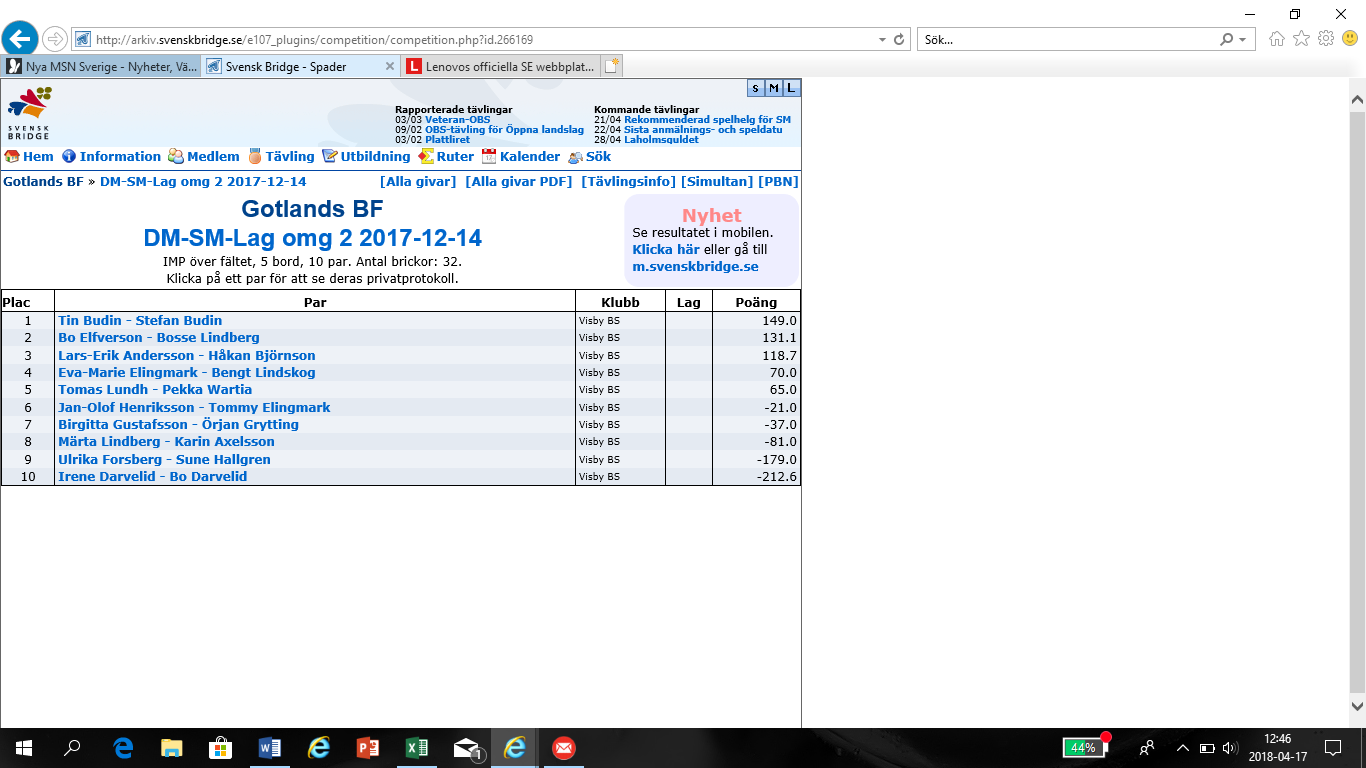 http://arkiv.svenskbridge.se/e107_plugins/competition/competition.php?id.266169
Sök...
Nya MSN Sverige - Nyheter, Vä...
Svensk Bridge - Spader
Lenovos officiella SE webbplat...
S M L
SVENSK
BRIDGE
Rapporterade tävlingar
03/03 Veteran-OBS
09/02 OBS-tävling för Öppna landslag
03/02 Plattliret
Kommande tävlingar
21/04 Rekommenderad spelhelg för SM
22/04 Sista anmälnings- och speldatu
28/04 Laholmsguldet
Hem Information Medlem Tävling Utbildning Ruter Kalender Sök
Gotlands BF » DM-SM-Lag omg 2 2017-12-14 [Alla givar] [Alla givar PDF] [Tävlingsinfo] [Simultan] [PBN]
Gotlands BF
DM-SM-Lag omg 2 2017-12-14
IMP över fältet, 5 bord, 10 par. Antal brickor: 32.
Klicka på ett par för att se deras privatprotokoll.
Nyhet
Se resultatet i mobilen.
Klicka här eller gå till
m.svenskbridge.se
Plac Par Klubb Lag Poäng
1 Tin Budin - Stefan Budin Visby BS 149.0
2 Bo Elfverson - Bosse Lindberg Visby BS 131.1
3 Lars-Erik Andersson - Håkan Björnson Visby BS 118.7
4 Eva-Marie Elingmark - Bengt Lindskog Visby BS 70.0
5 Tomas Lundh - Pekka Wartia Visby BS 65.0
6 Jan-Olof Henriksson - Tommy Elingmark Visby BS -21.0
7 Birgitta Gustafsson - Örjan Grytting Visby BS -37.0
8 Märta Lindberg - Karin Axelsson Visby BS -81.0
9 Ulrika Forsberg - Sune Hallgren Visby BS -179.0
10 Irene Darvelid - Bo Darvelid Visby BS -212.6
44%
12:46
2018-04-17